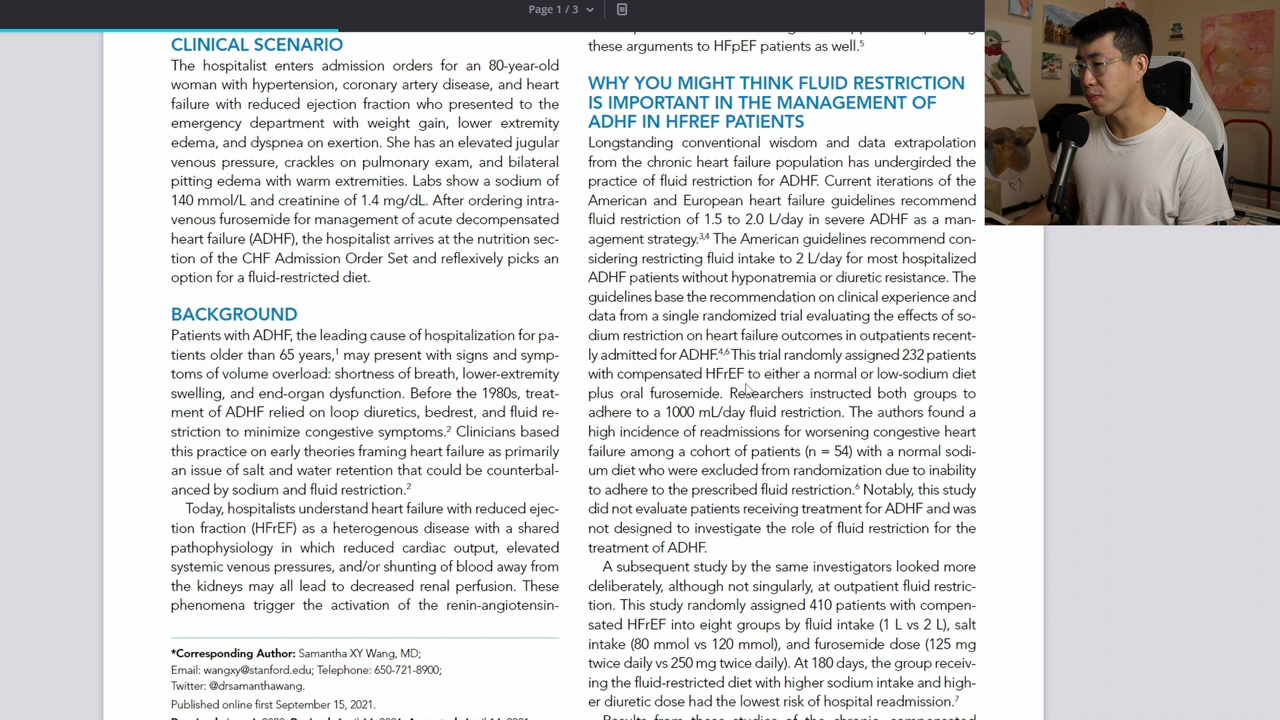 Page 1 / 3
CLINICAL SCENARIO
The hospitalist enters admission orders for an 80-year-old
woman with hypertension, coronary artery disease, and heart
failure with reduced ejection fraction who presented to the
emergency department with weight gain, lower extremity
edema, and dyspnea on exertion. She has an elevated jugular
venous pressure, crackles on pulmonary exam, and bilateral
pitting edema with warm extremities. Labs show a sodium of
140 mmol/L and creatinine of 1.4 mg/dL. After ordering intra-
venous furosemide for management of acute decompensated
heart failure (ADHF), the hospitalist arrives at the nutrition sec-
tion of the CHF Admission Order Set and reflexively picks an
option for a fluid-restricted diet.
BACKGROUND
Patients with ADHF, the leading cause of hospitalization for pa-
tients older than 65 years,1 may present with signs and symp-
toms of volume overload: shortness of breath, lower-extremity
swelling, and end-organ dysfunction. Before the 1980s, treat-
ment of ADHF relied on loop diuretics, bedrest, and fluid re-
striction to minimize congestive symptoms.2 Clinicians based
this practice on early theories framing heart failure as primarily
an issue of salt and water retention that could be counterbal-
anced by sodium and fluid restriction.2
Today, hospitalists understand heart failure with reduced ejec-
tion fraction (HFrEF) as a heterogenous disease with a shared
pathophysiology in which reduced cardiac output, elevated
systemic venous pressures, and/or shunting of blood away from
the kidneys may all lead to decreased renal perfusion. These
phenomena trigger the activation of the renin-angiotensin-
*Corresponding Author: Samantha XY Wang, MD;
Email: wangxy@stanford.edu; Telephone: 650-721-8900;
Twitter: @drsamanthawang.
Published online first September 15, 2021.
these arguments to HFpEF patients as well.5
WHY YOU MIGHT THINK FLUID RESTRICTION
IS IMPORTANT IN THE MANAGEMENT OF
ADHF IN HFREF PATIENTS
Longstanding conventional wisdom and data extrapolation
from the chronic heart failure population has undergirded the
practice of fluid restriction for ADHF. Current iterations of the
American and European heart failure guidelines recommend
fluid restriction of 1.5 to 2.0 L/day in severe ADHF as a man-
agement strategy.3,4 The American guidelines recommend con-
sidering restricting fluid intake to 2 L/day for most hospitalized
ADHF patients without hyponatremia or diuretic resistance. The
guidelines base the recommendation on clinical experience and
data from a single randomized trial evaluating the effects of so-
dium restriction on heart failure outcomes in outpatients recent-
ly admitted for ADHF.4,6 This trial randomly assigned 232 patients
with compensated HFrEF to either a normal or low-sodium diet
plus oral furosemide. Researchers instructed both groups to
adhere to a 1000 mL/day fluid restriction. The authors found a
high incidence of readmissions for worsening congestive heart
failure among a cohort of patients (n = 54) with a normal sodi-
um diet who were excluded from randomization due to inability
to adhere to the prescribed fluid restriction.6 Notably, this study
did not evaluate patients receiving treatment for ADHF and was
not designed to investigate the role of fluid restriction for the
treatment of ADHF.
A subsequent study by the same investigators looked more
deliberately, although not singularly, at outpatient fluid restric-
tion. This study randomly assigned 410 patients with compen-
sated HFrEF into eight groups by fluid intake (1 L vs 2 L), salt
intake (80 mmol vs 120 mmol), and furosemide dose (125 mg
twice daily vs 250 mg twice daily). At 180 days, the group receiv-
ing the fluid-restricted diet with higher sodium intake and high-
er diuretic dose had the lowest risk of hospital readmission.7
Results from these studies of the chronic, compensated